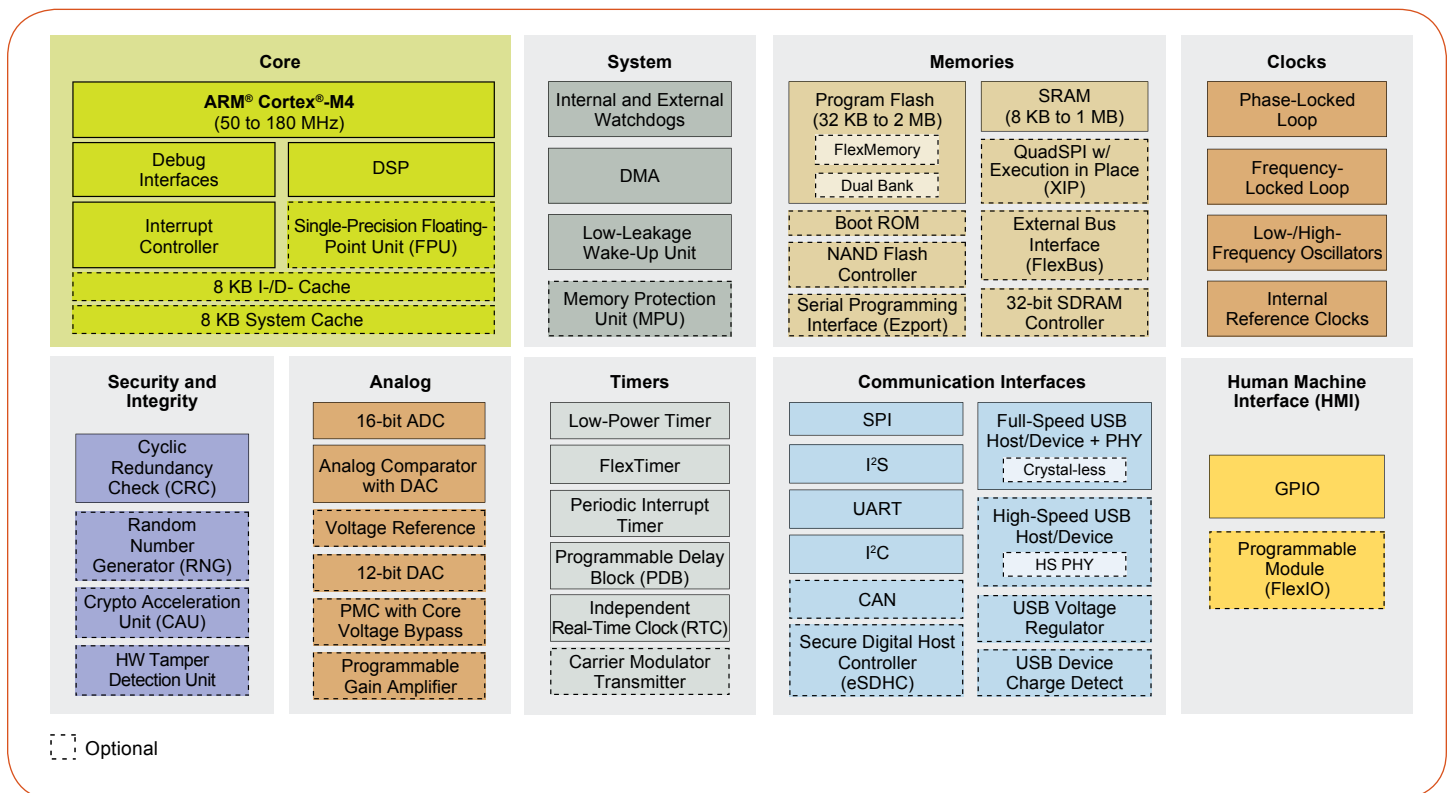 Core
ARM® Cortex®-M4
(50 to 180 MHz)
Debug
Interfaces
DSP
Interrupt
Controller
Single-Precision Floating-
Point Unit (FPU)
8 KB I-/D- Cache
8 KB System Cache
System
Internal and External
Watchdogs
DMA
Low-Leakage
Wake-Up Unit
Memory Protection
Unit (MPU)
Memories
Program Flash
(32 KB to 2 MB)
FlexMemory
Dual Bank
Boot ROM
NAND Flash
Controller
Serial Programming
Interface (Ezport)
SRAM
(8 KB to 1 MB)
QuadSPI w/
Execution in Place
(XIP)
External Bus
Interface
(FlexBus)
32-bit SDRAM
Controller
Clocks
Phase-Locked
Loop
Frequency-
Locked Loop
Low-/High-
Frequency Oscillators
Internal
Reference Clocks
Security and
Integrity
Cyclic
Redundancy
Check (CRC)
Random
Number
Generator (RNG)
Crypto Acceleration
Unit (CAU)
HW Tamper
Detection Unit
Analog
16-bit ADC
Analog Comparator
with DAC
Voltage Reference
12-bit DAC
PMC with Core
Voltage Bypass
Programmable
Gain Amplifier
Timers
Low-Power Timer
FlexTimer
Periodic Interrupt
Timer
Programmable Delay
Block (PDB)
Independent
Real-Time Clock (RTC)
Carrier Modulator
Transmitter
Communication Interfaces
SPI
I²S
UART
I²C
CAN
Secure Digital Host
Controller
(eSDHC)
Full-Speed USB
Host/Device + PHY
Crystal-less
High-Speed USB
Host/Device
HS PHY
USB Voltage
Regulator
USB Device
Charge Detect
Human Machine
Interface (HMI)
GPIO
Programmable
Module
(FlexIO)
Optional